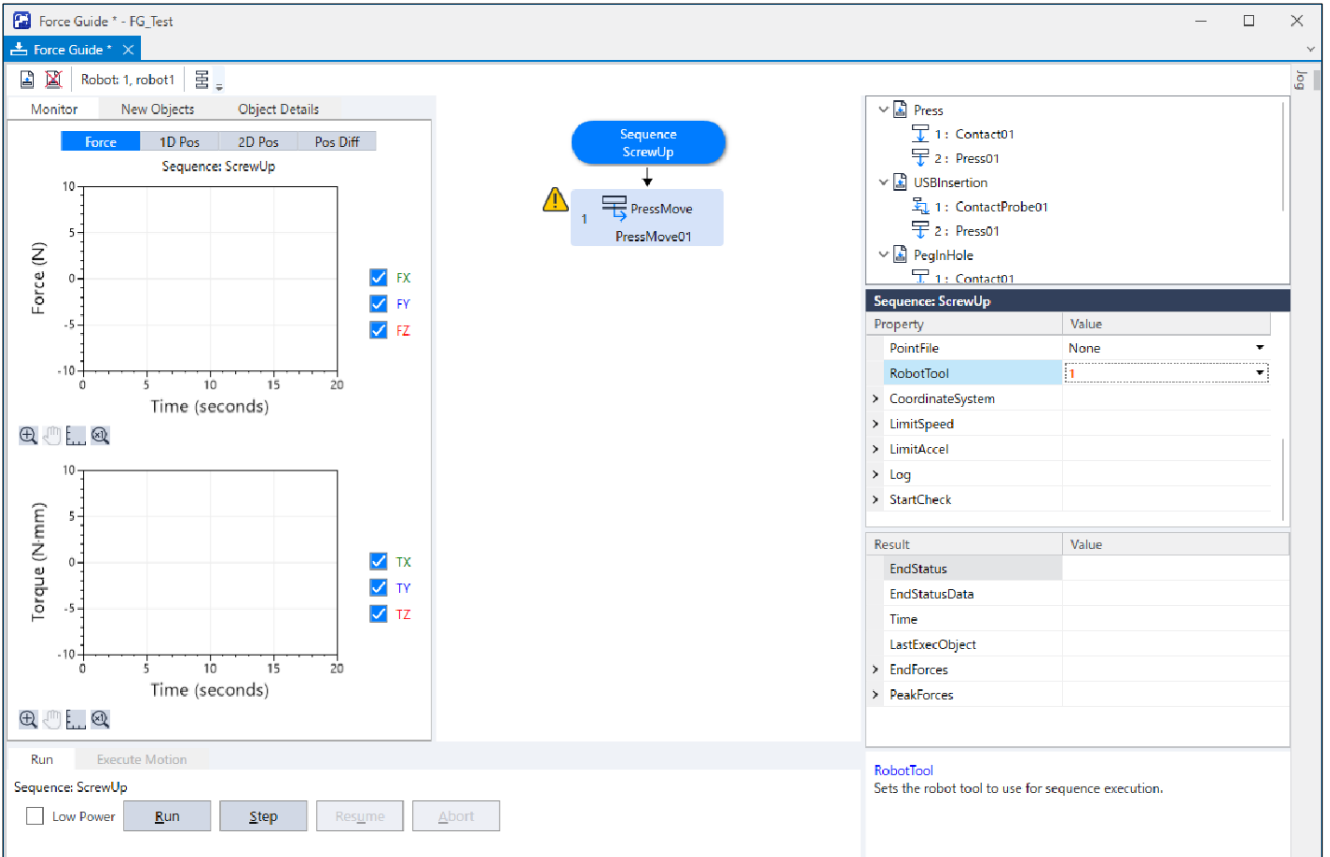 Force Guide * - FG_Test
Force Guide *
Jog
Robot: 1, robot1
Monitor New Objects Object Details
Force 1D Pos 2D Pos Pos Diff
Sequence: ScrewUp
10
5
0
-5
-10
Force (N)
0 5 10 15 20
Time (seconds)
FX
FY
FZ
10
5
0
-5
-10
Torque (N·mm)
0 5 10 15 20
Time (seconds)
TX
TY
TZ
Sequence
ScrewUp
1 PressMove
PressMove01
Press
1 : Contact01
2 : Press01
USBInsertion
1 : ContactProbe01
2 : Press01
PegInHole
1 : Contact01
Sequence: ScrewUp
Property Value
PointFile None
RobotTool 1
CoordinateSystem
LimitSpeed
LimitAccel
Log
StartCheck
Result Value
EndStatus
EndStatusData
Time
LastExecObject
EndForces
PeakForces
RobotTool
Sets the robot tool to use for sequence execution.
Run Execute Motion
Sequence: ScrewUp
Low Power Run Step Resume Abort